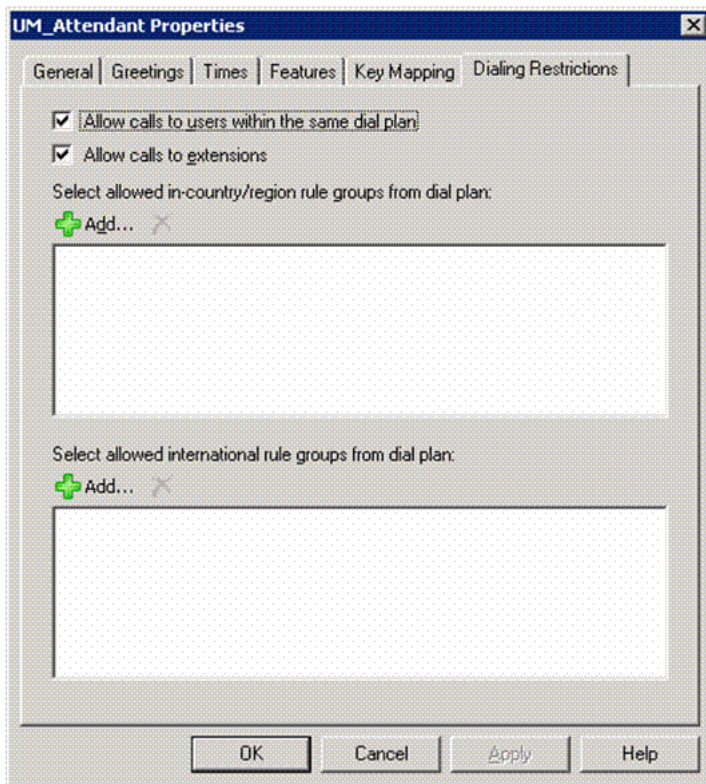 UM_Attendant Properties
General Greetings Times Features Key Mapping Dialing Restrictions
Allow calls to users within the same dial plan
Allow calls to extensions
Select allowed in-country/region rule groups from dial plan:
Add...
Select allowed international rule groups from dial plan:
Add...
OK Cancel Apply Help